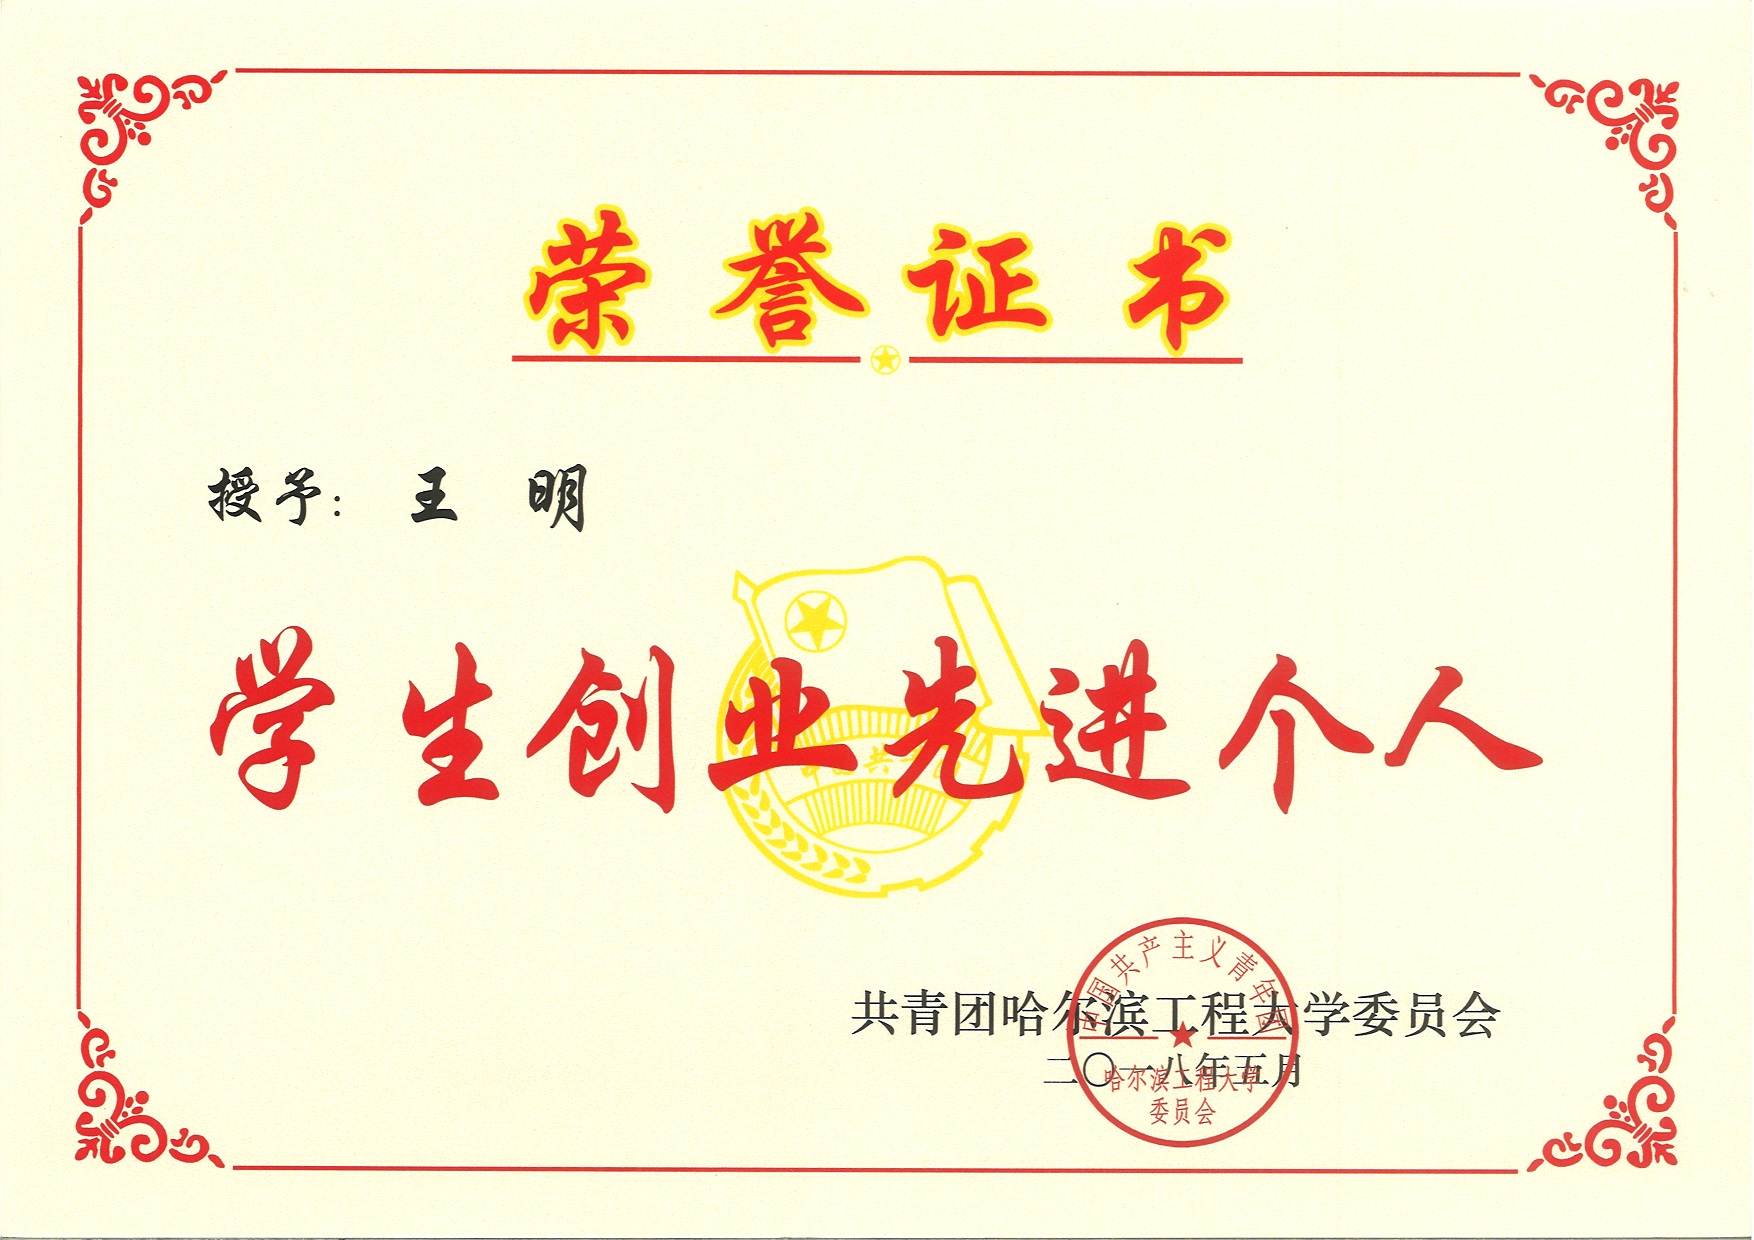 荣誉证书
授予： 王 明
学生创业先进个人
共青团哈尔滨工程大学委员会
二〇一八年五月
中国共产主义青年团
哈尔滨工程大学
委员会